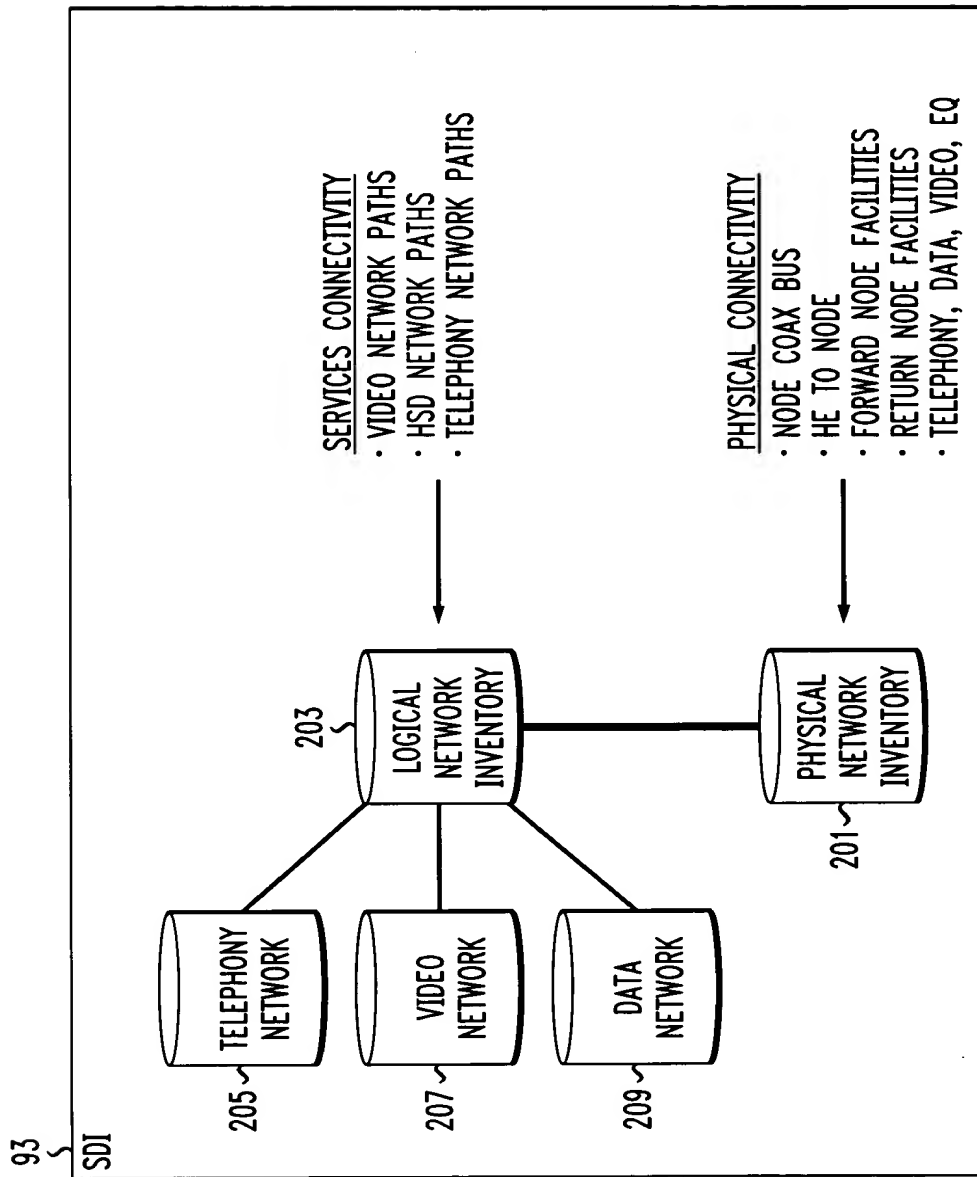 93
SDI
205
TELEPHONY
NETWORK
207
VIDEO
NETWORK
209
DATA
NETWORK
203
LOGICAL
NETWORK
INVENTORY
201
PHYSICAL
NETWORK
INVENTORY
SERVICES CONNECTIVITY
· VIDEO NETWORK PATHS
· HSD NETWORK PATHS
· TELEPHONY NETWORK PATHS
PHYSICAL CONNECTIVITY
· NODE COAX BUS
· HE TO NODE
· FORWARD NODE FACILITIES
· RETURN NODE FACILITIES
· TELEPHONY, DATA, VIDEO, EQ